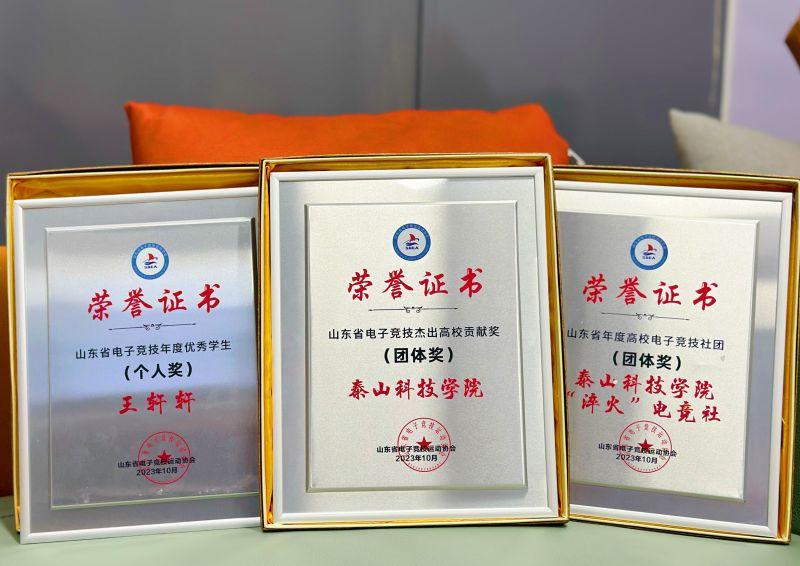 SDEA
荣誉证书
山东省电子竞技年度优秀学生
（个人奖）
王轩轩
山东省电子竞技运动协会
2023年10月
SDEA
荣誉证书
山东省电子竞技杰出高校贡献奖
（团体奖）
泰山科技学院
山东省电子竞技运动协会
2023年10月
SDEA
荣誉证书
山东省年度高校电子竞技社团
（团体奖）
泰山科技学院
“淬火”电竞社
山东省电子竞技运动协会
2023年10月